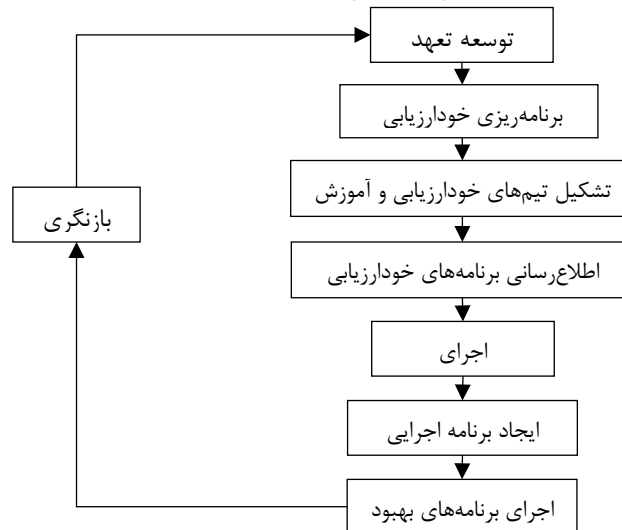 توسعه تعهد
برنامه‌ریزی خودارزیابی
تشکیل تیم‌های خودارزیابی و آموزش
بازنگری
اطلاع‌رسانی برنامه‌های خودارزیابی
اجرای
ایجاد برنامه اجرایی
اجرای برنامه‌های بهبود